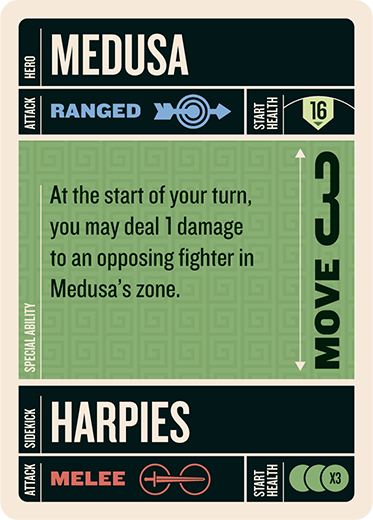 HERO
MEDUSA
ATTACK
RANGED
START
HEALTH
16
SPECIAL ABILITY
At the start of your turn,
you may deal 1 damage
to an opposing fighter in
Medusa's zone.
MOVE 3
SIDEKICK
HARPIES
ATTACK
MELEE
START
HEALTH
X3